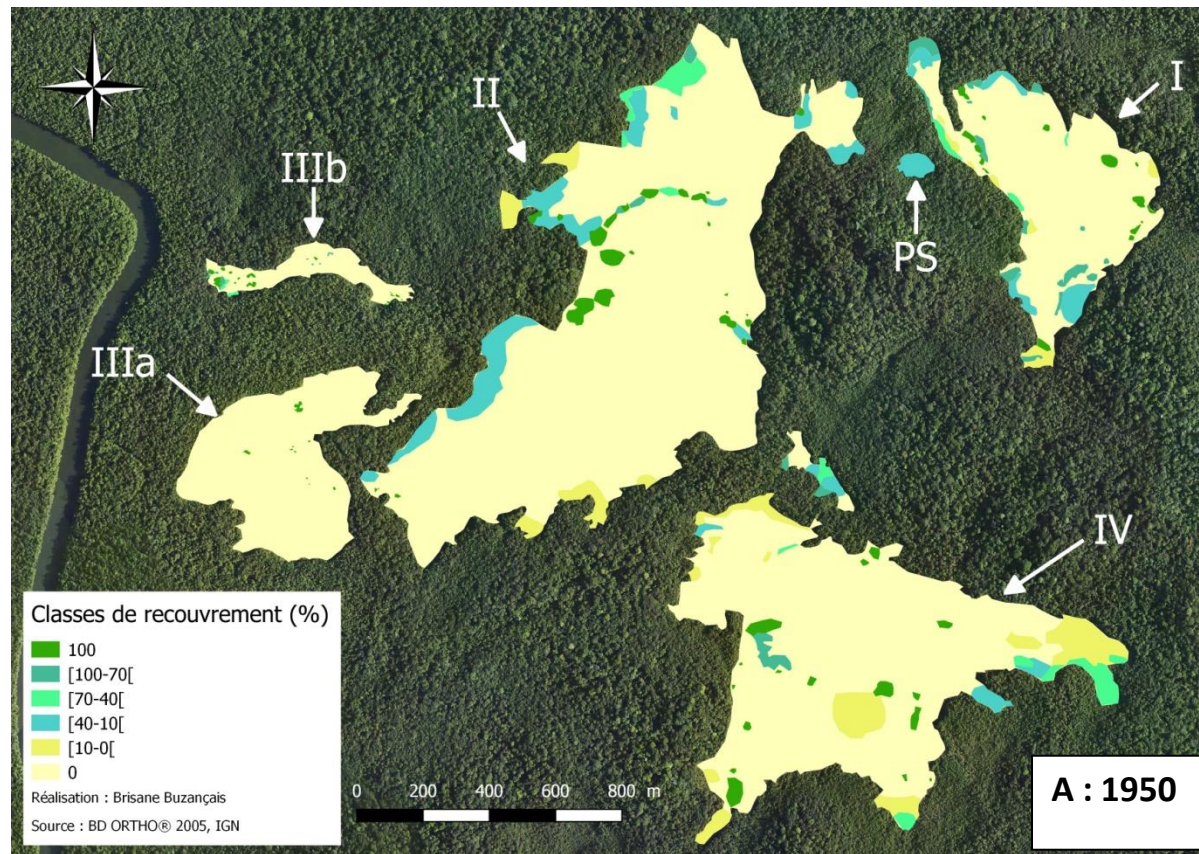 I
II
IIIb
PS
IIIa
IV
Classes de recouvrement (%)
100
[100-70[
[70-40[
[40-10[
[10-0[
0
Réalisation : Brisane Buzançais
Source : BD ORTHO® 2005, IGN
0 200 400 600 800 m
A : 1950